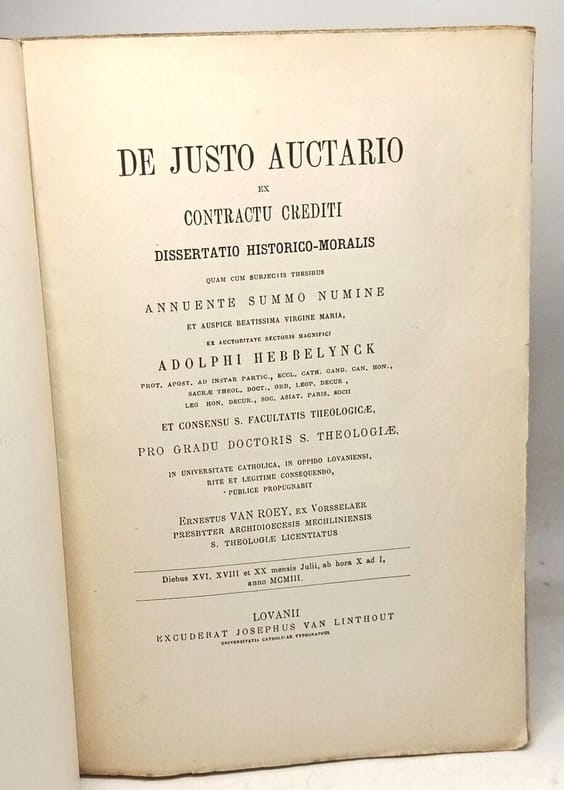 DE JUSTO AUCTARIO
EX
CONTRACTU CREDITI
DISSERTATIO HISTORICO-MORALIS
QUAM CUM SUBJECTIS THESIBUS
ANNUENTE SUMMO NUMINE
ET AUSPICE BEATISSIMA VIRGINE MARIA,
EX AUCTORITATE RECTORIS MAGNIFICI
ADOLPHI HEBBELYNCK
PROT. APOST. AD INSTAR PARTIC., ECCL. CATH. GAND. CAN. HON.,
SACRÆ THEOL. DOCT., ORD. LEOP. DECUR.,
LEG HON. DECUR., SOC. ASIAT. PARIS. SOCII
ET CONSENSU S. FACULTATIS THEOLOGICÆ,
PRO GRADU DOCTORIS S. THEOLOGIÆ,
IN UNIVERSITATE CATHOLICA, IN OPPIDO LOVANIENSI,
RITE ET LEGITIME CONSEQUENDO,
PUBLICE PROPUGNABIT
ERNESTUS VAN ROEY, EX VORSSELAER
PRESBYTER ARCHIDIOECESIS MECHLINIENSIS
S. THEOLOGIÆ LICENTIATUS
Diebus XVI, XVIII et XX mensis Julii, ab hora X ad I,
anno MCMIII.
LOVANII
EXCUDEBAT JOSEPHUS VAN LINTHOUT
UNIVERSITATIS CATHOLICAE TYPOGRAPHUS